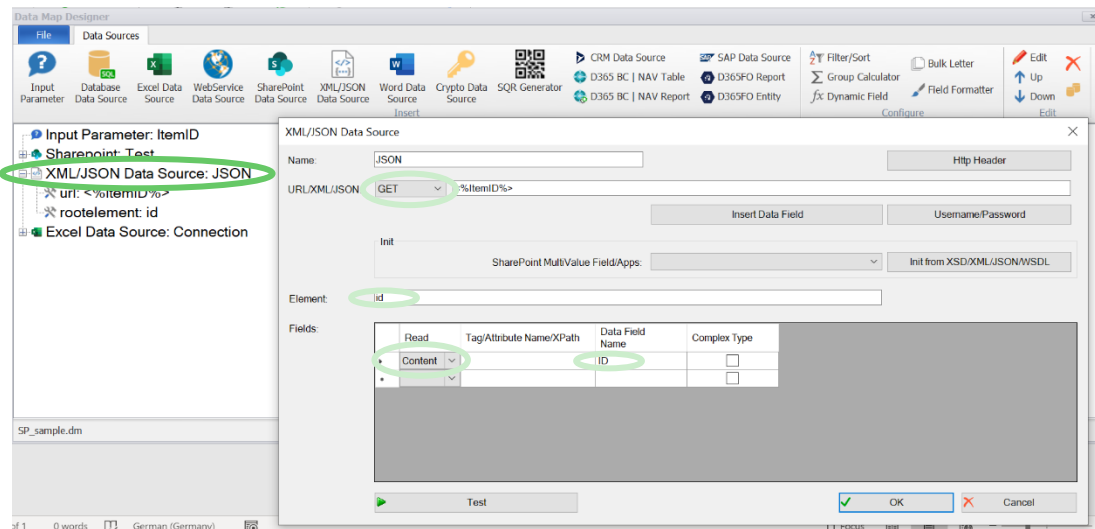 Data Map Designer
File Data Sources
Input Parameter
Database Data Source
Excel Data Source
WebService Data Source
SharePoint Data Source
XML/JSON Data Source
Word Data Source
Crypto Data Source
SQR Generator
CRM Data Source
D365 BC | NAV Table
D365 BC | NAV Report
SAP Data Source
D365FO Report
D365FO Entity
Insert
Filter/Sort
Group Calculator
fx Dynamic Field
Bulk Letter
Field Formatter
Configure
Edit
Up
Down
Edit
Input Parameter: ItemID
Sharepoint: Test
XML/JSON Data Source: JSON
url: <%ItemID%>
rootelement: id
Excel Data Source: Connection
SP_sample.dm
XML/JSON Data Source
Name: JSON Http Header
URL/XML/JSON: GET <%ItemID%>
Insert Data Field Username/Password
Init
SharePoint MultiValue Field/Apps: Init from XSD/XML/JSON/WSDL
Element: id
Fields:
Read Tag/Attribute Name/XPath Data Field Name Complex Type
Content ID
Test OK Cancel
of 1 0 words German (Germany) Focus